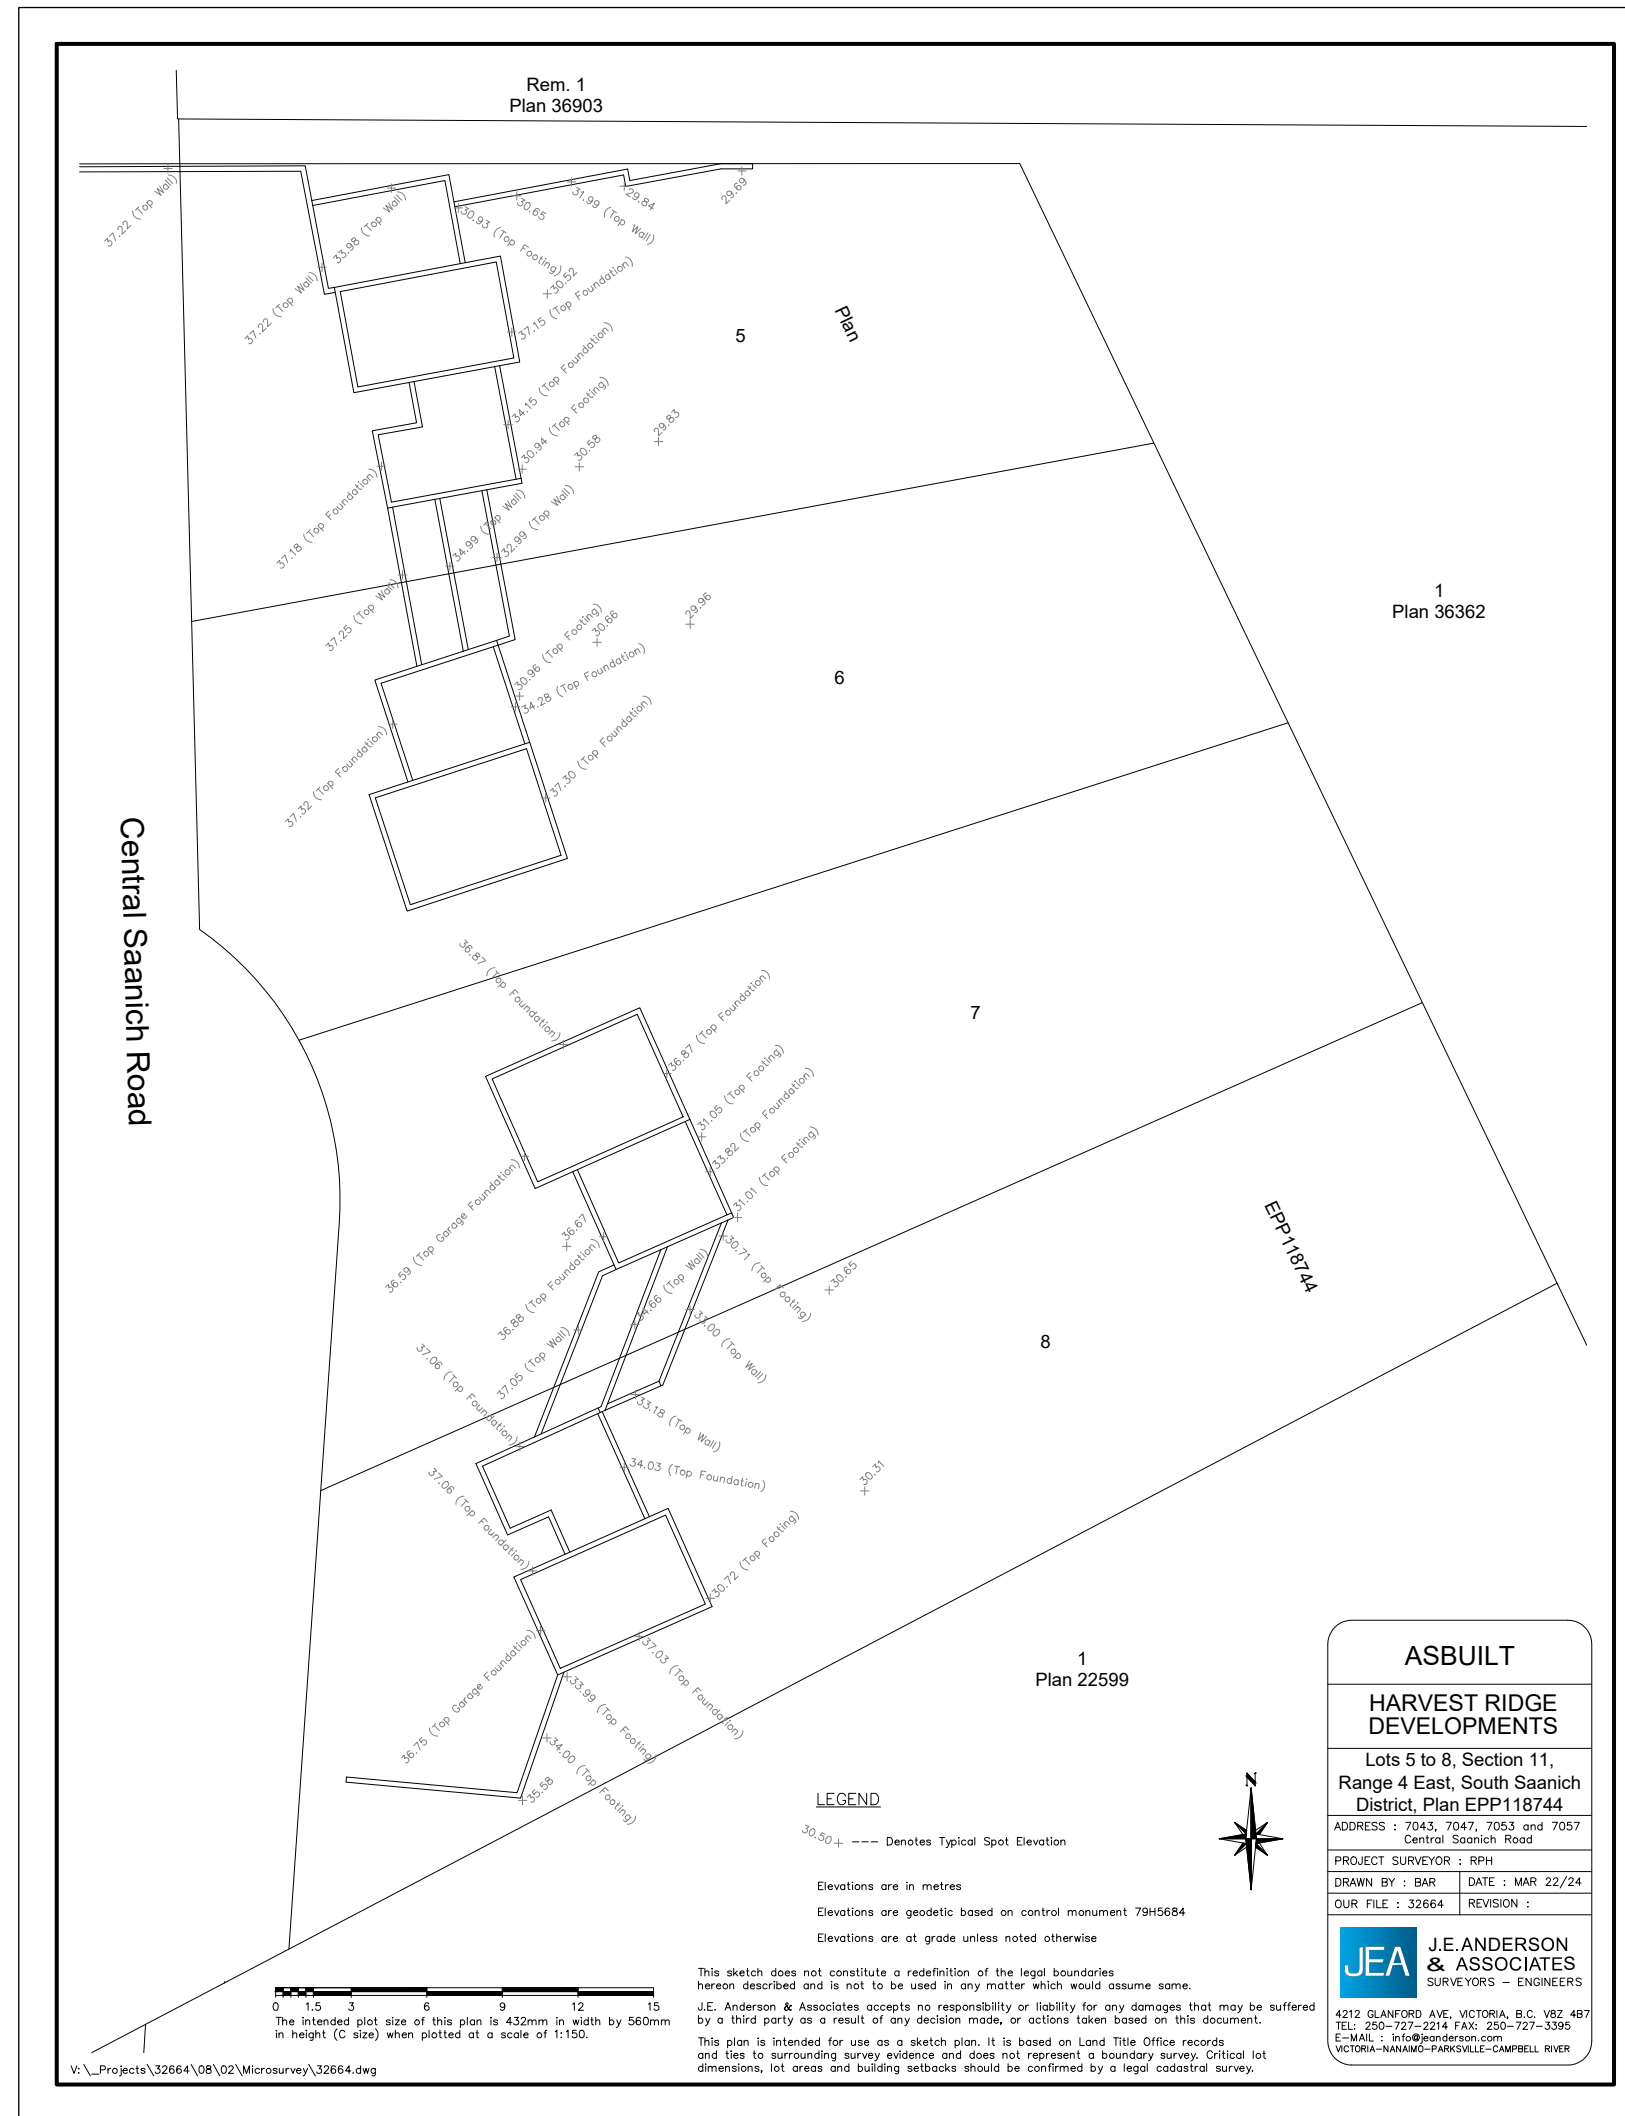 Rem. 1
Plan 36903
37.22 (Top Wall)
33.98 (Top Wall)
37.22 (Top Wall)
30.93 (Top Footing)
30.65
31.99 (Top Wall)
29.84
29.69
30.52
37.15 (Top Foundation)
5
Plan
34.15 (Top Foundation)
30.94 (Top Footing)
30.58
29.83
37.18 (Top Foundation)
34.99 (Top Wall)
32.99 (Top Wall)
37.25 (Top Wall)
1
Plan 36362
30.96 (Top Footing)
30.66
29.96
34.28 (Top Foundation)
6
37.32 (Top Foundation)
37.30 (Top Foundation)
Central Saanich Road
36.87 (Top Foundation)
36.87 (Top Foundation)
7
31.05 (Top Footing)
33.82 (Top Foundation)
31.01 (Top Footing)
36.59 (Top Garage Foundation)
36.67
36.88 (Top Foundation)
30.71 (Top Footing)
30.65
EPP118744
34.66 (Top Wall)
33.00 (Top Wall)
37.05 (Top Wall)
8
37.06 (Top Foundation)
33.18 (Top Wall)
34.03 (Top Foundation)
30.31
37.06 (Top Foundation)
30.72 (Top Footing)
36.75 (Top Garage Foundation)
37.03 (Top Foundation)
33.99 (Top Footing)
34.00 (Top Footing)
35.58
1
Plan 22599
LEGEND
30.50 --- Denotes Typical Spot Elevation
Elevations are in metres
Elevations are geodetic based on control monument 79H5684
Elevations are at grade unless noted otherwise
N
This sketch does not constitute a redefinition of the legal boundaries
hereon described and is not to be used in any matter which would assume same.
J.E. Anderson & Associates accepts no responsibility or liability for any damages that may be suffered
by a third party as a result of any decision made, or actions taken based on this document.
This plan is intended for use as a sketch plan. It is based on Land Title Office records
and ties to surrounding survey evidence and does not represent a boundary survey. Critical lot
dimensions, lot areas and building setbacks should be confirmed by a legal cadastral survey.
0 1.5 3 6 9 12 15
The intended plot size of this plan is 432mm in width by 560mm
in height (C size) when plotted at a scale of 1:150.
V:\_Projects\32664\08\02\Microsurvey\32664.dwg
ASBUILT
HARVEST RIDGE
DEVELOPMENTS
Lots 5 to 8, Section 11,
Range 4 East, South Saanich
District, Plan EPP118744
ADDRESS : 7043, 7047, 7053 and 7057
Central Saanich Road
PROJECT SURVEYOR : RPH
DRAWN BY : BAR DATE : MAR 22/24
OUR FILE : 32664 REVISION :
JEA
J.E. ANDERSON
& ASSOCIATES
SURVEYORS - ENGINEERS
4212 GLANFORD AVE, VICTORIA, B.C. V8Z 4B7
TEL: 250-727-2214 FAX: 250-727-3395
E-MAIL : info@jeanderson.com
VICTORIA-NANAIMO-PARKSVILLE-CAMPBELL RIVER